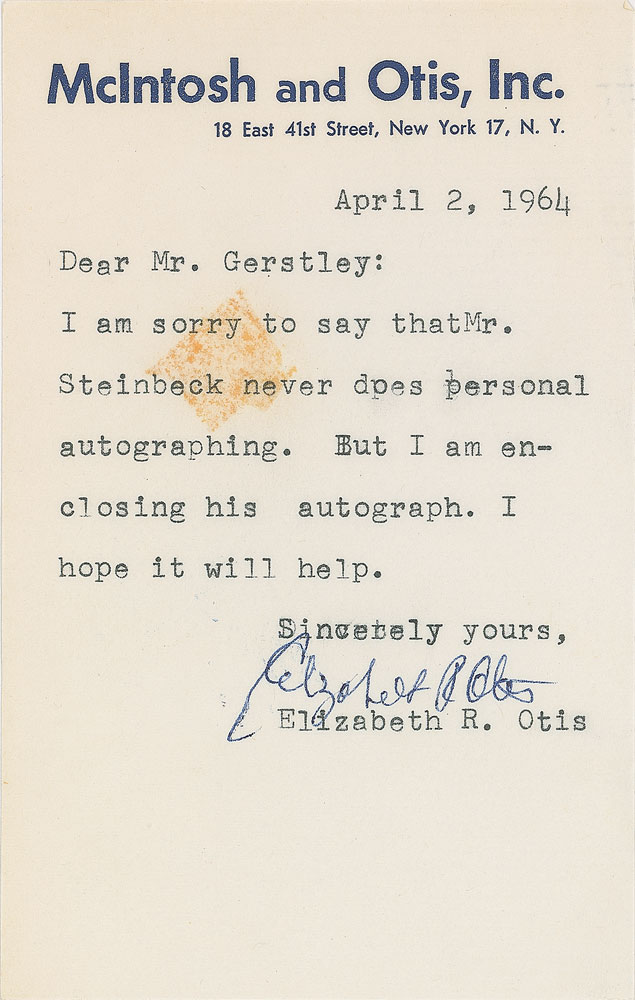 McIntosh and Otis, Inc.
18 East 41st Street, New York 17, N. Y.
April 2, 1964
Dear Mr. Gerstley:
I am sorry to say thatMr.
Steinbeck never dpes personal
autographing.  But I am en-
closing his  autograph. I
hope it will help.
Sincerely yours,
Elizabeth R Otis
Elizabeth R. Otis